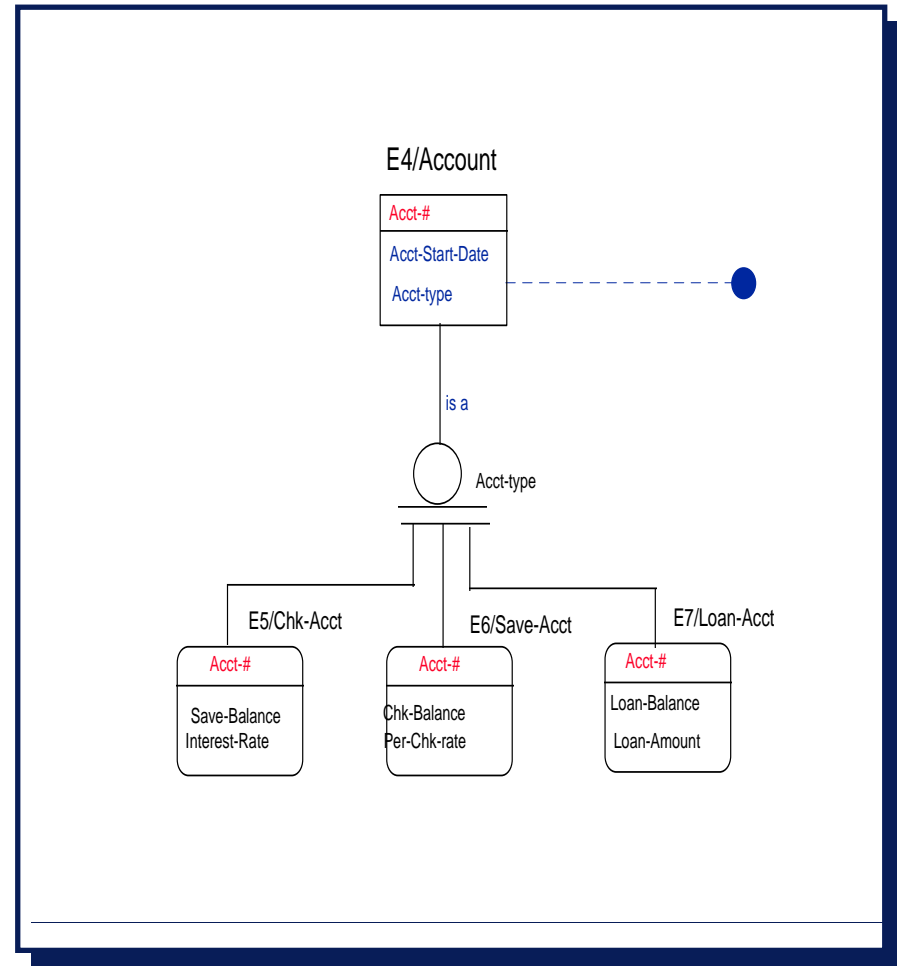 E4/Account
Acct-#
Acct-Start-Date
Acct-type
is a
Acct-type
E5/Chk-Acct
Acct-#
Save-Balance
Interest-Rate
E6/Save-Acct
Acct-#
Chk-Balance
Per-Chk-rate
E7/Loan-Acct
Acct-#
Loan-Balance
Loan-Amount